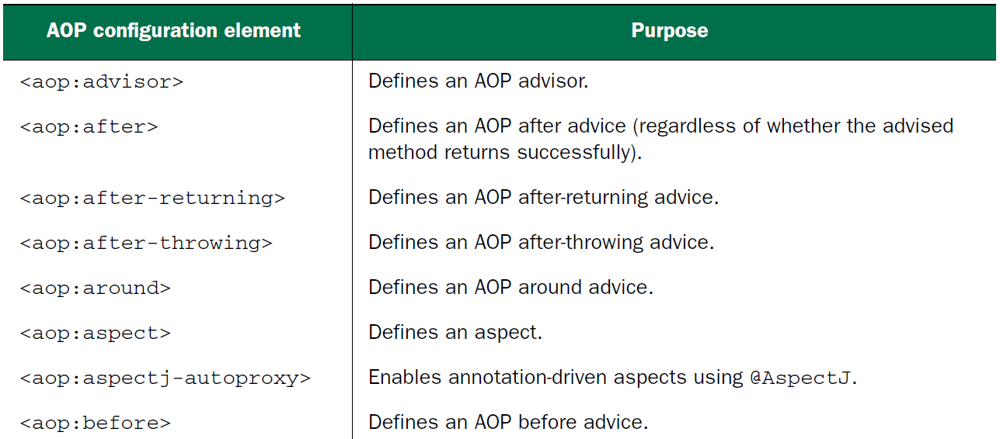 AOP configuration element Purpose
<aop:advisor> Defines an AOP advisor.
<aop:after> Defines an AOP after advice (regardless of whether the advised
method returns successfully).
<aop:after-returning> Defines an AOP after-returning advice.
<aop:after-throwing> Defines an AOP after-throwing advice.
<aop:around> Defines an AOP around advice.
<aop:aspect> Defines an aspect.
<aop:aspectj-autoproxy> Enables annotation-driven aspects using @AspectJ.
<aop:before> Defines an AOP before advice.